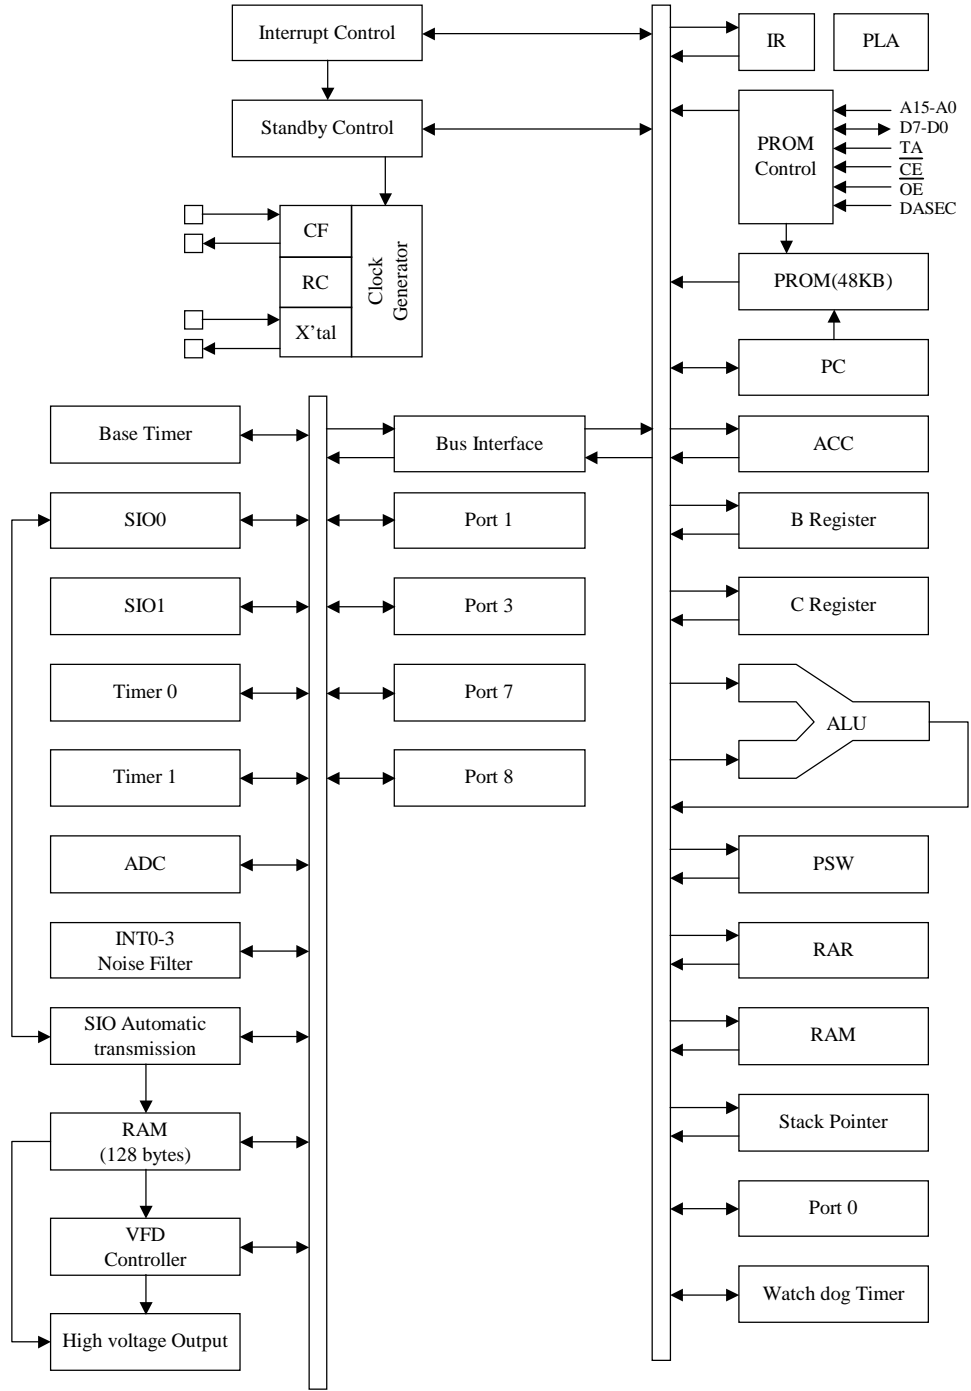 Interrupt Control
IR
PLA
Standby Control
PROM
Control
A15-A0
D7-D0
TA
CE
OE
DASEC
CF
RC
X'tal
Clock
Generator
PROM(48KB)
PC
Base Timer
Bus Interface
ACC
SIO0
Port 1
B Register
SIO1
Port 3
C Register
Timer 0
Port 7
ALU
Timer 1
Port 8
ADC
PSW
INT0-3
Noise Filter
RAR
SIO Automatic
transmission
RAM
RAM
(128 bytes)
Stack Pointer
VFD
Controller
Port 0
High voltage Output
Watch dog Timer